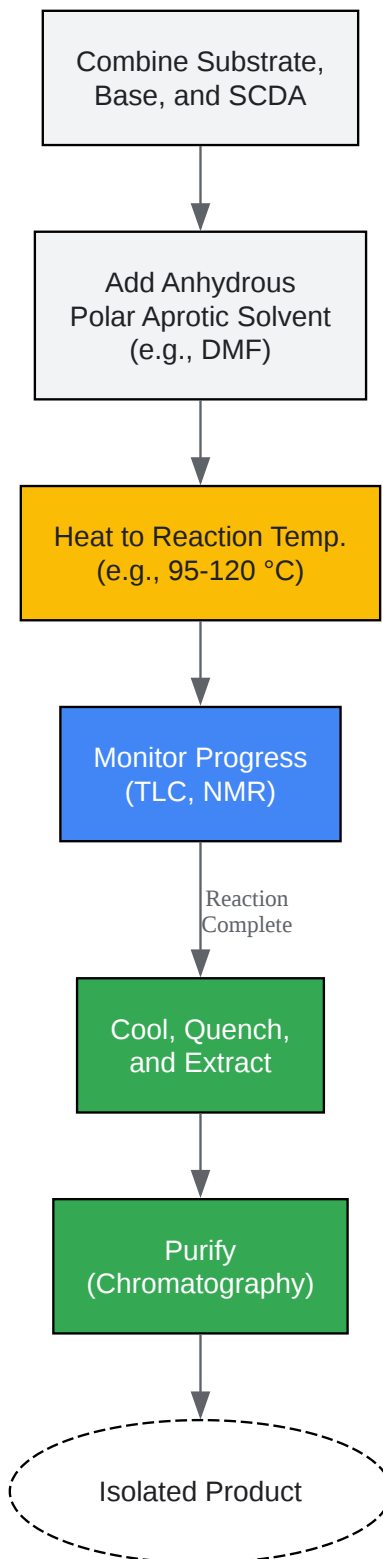 Combine Substrate,
Base, and SCDA
Add Anhydrous
Polar Aprotic Solvent
(e.g., DMF)
Heat to Reaction Temp.
(e.g., 95-120 °C)
Monitor Progress
(TLC, NMR)
Reaction
Complete
Cool, Quench,
and Extract
Purify
(Chromatography)
Isolated Product